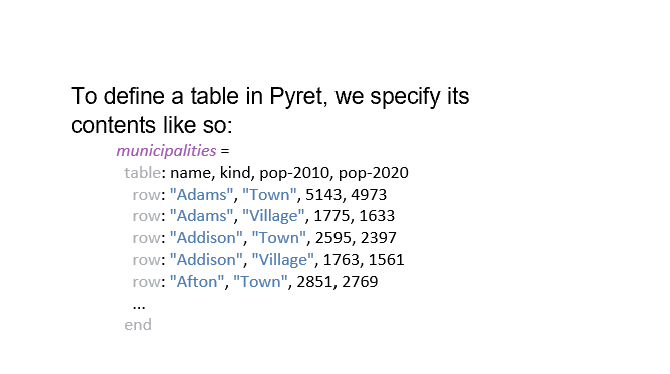 To define a table in Pyret, we specify its
contents like so:
municipalities =
table: name, kind, pop-2010, pop-2020
row: "Adams", "Town", 5143, 4973
row: "Adams", "Village", 1775, 1633
row: "Addison", "Town", 2595, 2397
row: "Addison", "Village", 1763, 1561
row: "Afton", "Town", 2851, 2769
...
end